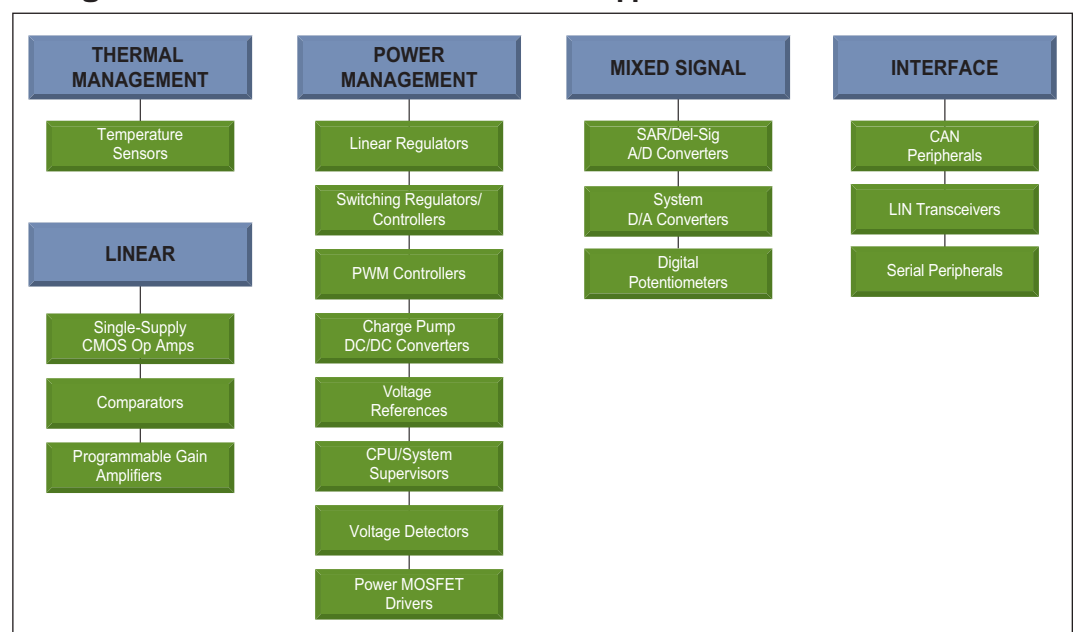 THERMAL
MANAGEMENT
Temperature
Sensors
LINEAR
Single-Supply
CMOS Op Amps
Comparators
Programmable Gain
Amplifiers
POWER
MANAGEMENT
Linear Regulators
Switching Regulators/
Controllers
PWM Controllers
Charge Pump
DC/DC Converters
Voltage
References
CPU/System
Supervisors
Voltage Detectors
Power MOSFET
Drivers
MIXED SIGNAL
SAR/Del-Sig
A/D Converters
System
D/A Converters
Digital
Potentiometers
INTERFACE
CAN
Peripherals
LIN Transceivers
Serial Peripherals